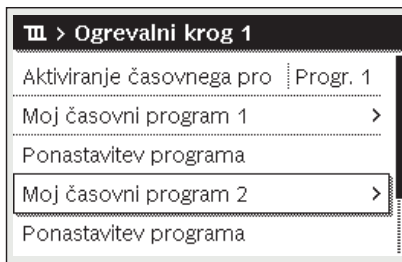 > Ogrevalni krog 1
Aktiviranje časovnega pro Progr. 1
Moj časovni program 1 >
Ponastavitev programa
Moj časovni program 2 >
Ponastavitev programa